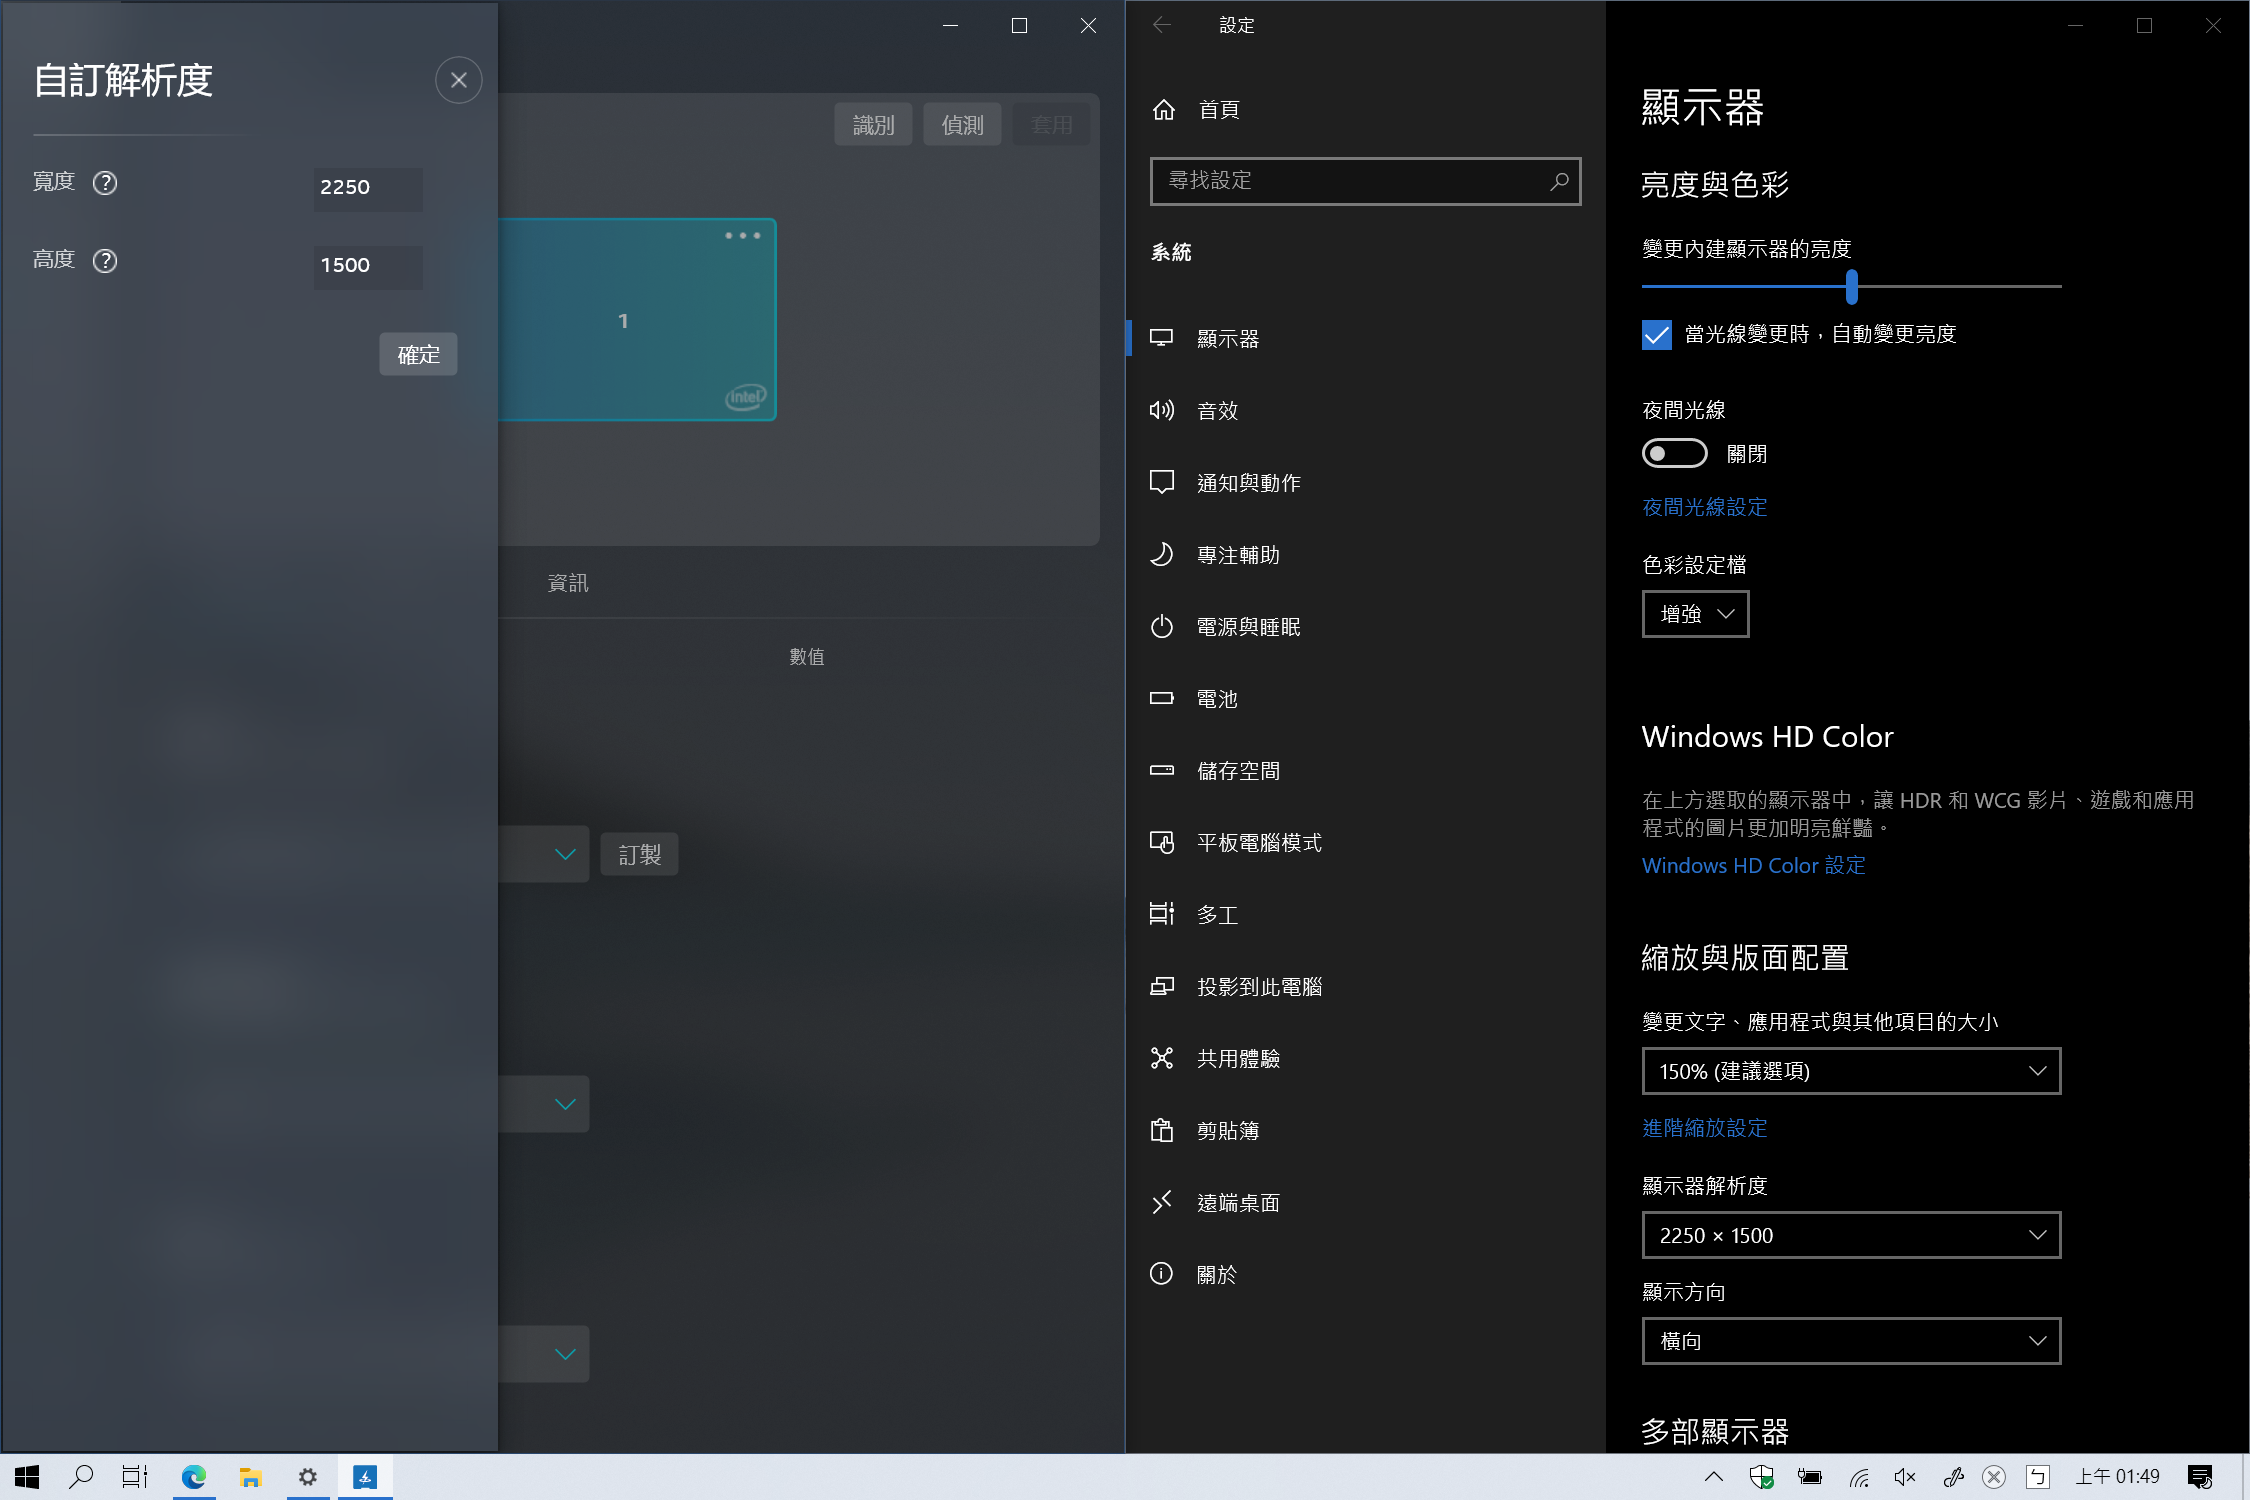 自訂解析度
寬度
2250
高度
1500
確定
識別
偵測
套用
1
intel
資訊
數值
訂製
設定
首頁
尋找設定
系統
顯示器
音效
通知與動作
專注輔助
電源與睡眠
電池
儲存空間
平板電腦模式
多工
投影到此電腦
共用體驗
剪貼簿
遠端桌面
關於
顯示器
亮度與色彩
變更內建顯示器的亮度
當光線變更時，自動變更亮度
夜間光線
關閉
夜間光線設定
色彩設定檔
增強
Windows HD Color
在上方選取的顯示器中，讓 HDR 和 WCG 影片、遊戲和應用
程式的圖片更加明亮鮮豔。
Windows HD Color 設定
縮放與版面配置
變更文字、應用程式與其他項目的大小
150% (建議選項)
進階縮放設定
顯示器解析度
2250 × 1500
顯示方向
橫向
多部顯示器
ㄅ
上午 01:49